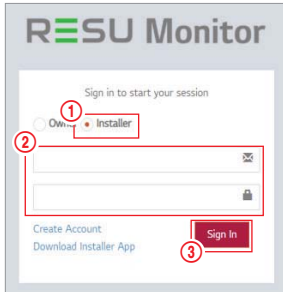 RESU Monitor
Sign in to start your session
①
Owner Installer
②
Create Account
Sign In
Download Installer App
③